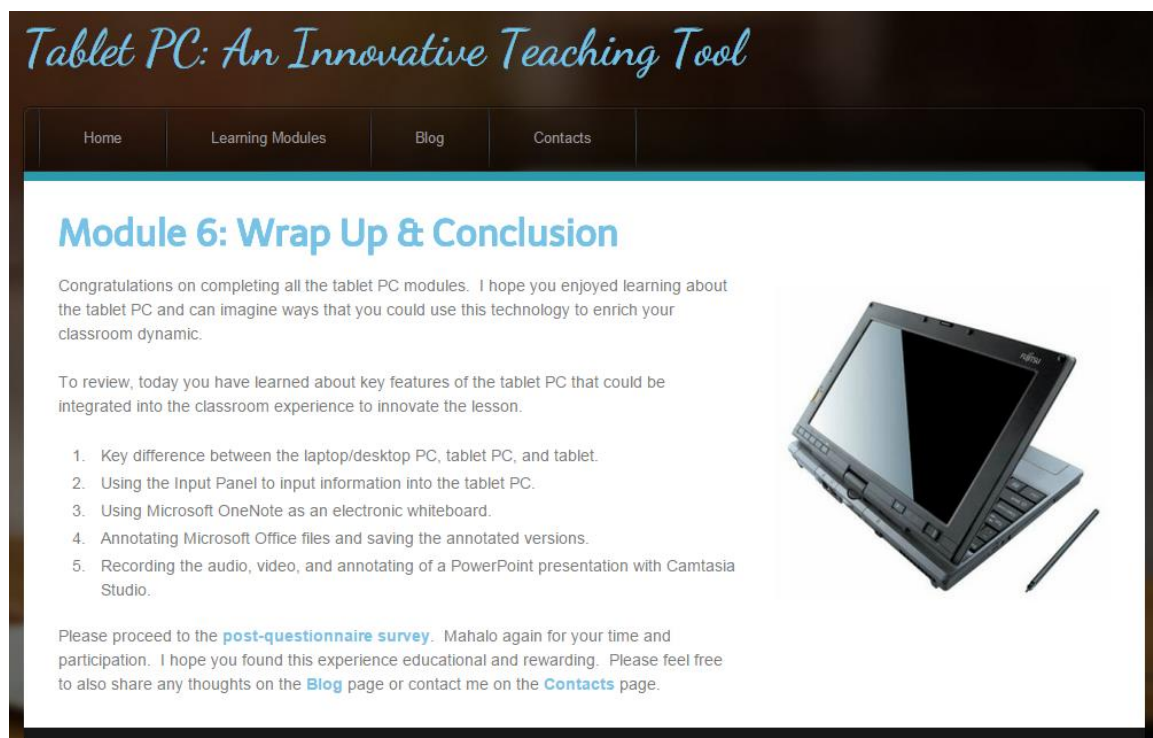 Tablet PC: An Innovative Teaching Tool
Home
Learning Modules
Blog
Contacts
Module 6: Wrap Up & Conclusion
Congratulations on completing all the tablet PC modules. I hope you enjoyed learning about
the tablet PC and can imagine ways that you could use this technology to enrich your
classroom dynamic.
To review, today you have learned about key features of the tablet PC that could be
integrated into the classroom experience to innovate the lesson.
1. Key difference between the laptop/desktop PC, tablet PC, and tablet.
2. Using the Input Panel to input information into the tablet PC.
3. Using Microsoft OneNote as an electronic whiteboard.
4. Annotating Microsoft Office files and saving the annotated versions.
5. Recording the audio, video, and annotating of a PowerPoint presentation with Camtasia
Studio.
Please proceed to the post-questionnaire survey. Mahalo again for your time and
participation. I hope you found this experience educational and rewarding. Please feel free
to also share any thoughts on the Blog page or contact me on the Contacts page.
FUJITSU